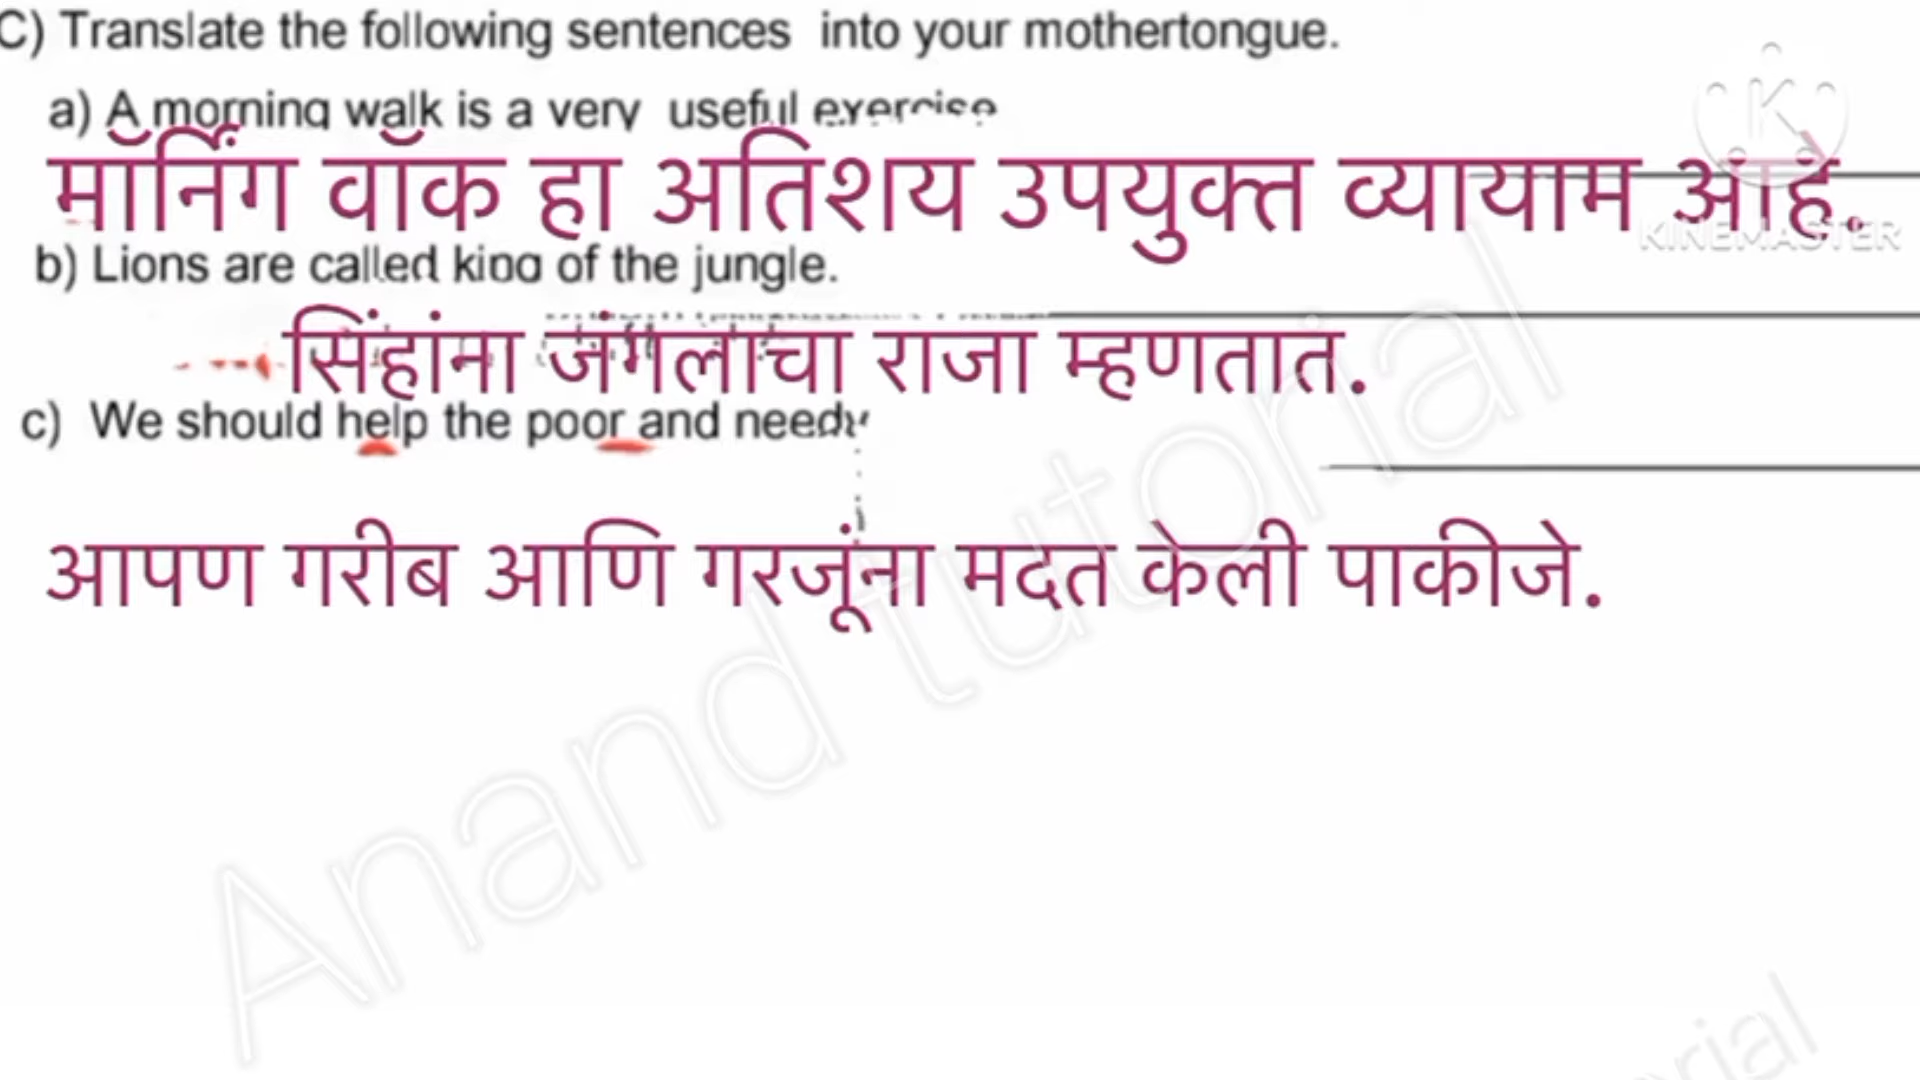 C) Translate the following sentences into your mothertongue.
a) A morning walk is a very useful exercise
मॉर्निंग वॉक हा अतिशय उपयुक्त व्यायाम आहे.
KINEMASTER
b) Lions are called king of the jungle.
सिंहांना जंगलाचा राजा म्हणतात.
c) We should help the poor and needy
आपण गरीब आणि गरजूंना मदत केली पाकीजे.
Anand tutorial
rial